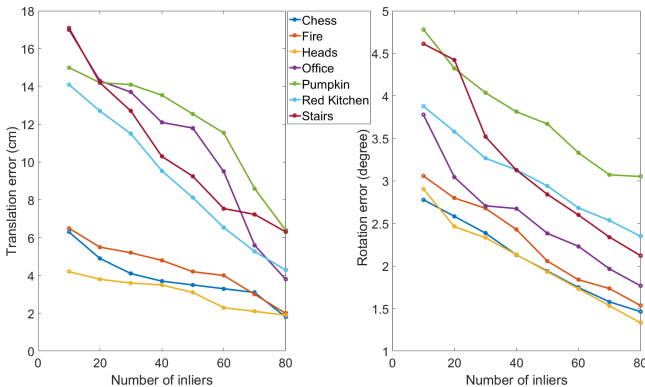 Translation error (cm)
18
16
14
12
10
8
6
4
2
0
0 20 40 60 80
Number of inliers
Chess
Fire
Heads
Office
Pumpkin
Red Kitchen
Stairs
Rotation error (degree)
5
4.5
4
3.5
3
2.5
2
1.5
1
0 20 40 60 80
Number of inliers